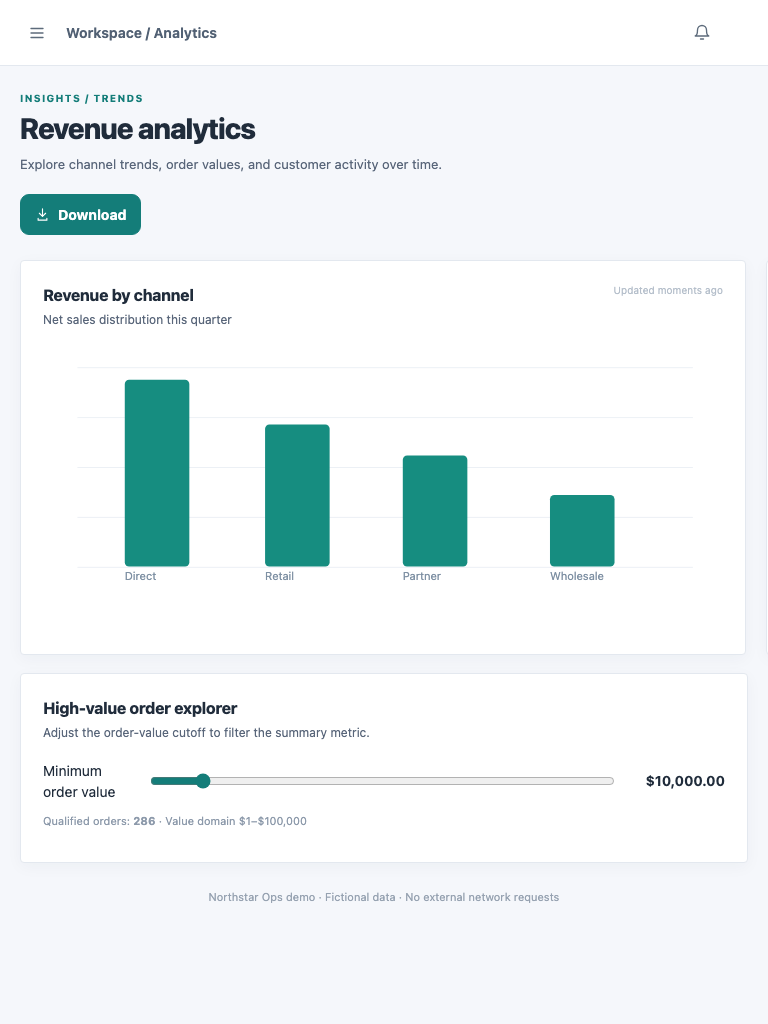 Workspace / Analytics
INSIGHTS / TRENDS
Revenue analytics
Explore channel trends, order values, and customer activity over time.
Download
Revenue by channel
Updated moments ago
Net sales distribution this quarter
Direct
Retail
Partner
Wholesale
High-value order explorer
Adjust the order-value cutoff to filter the summary metric.
Minimum
order value
$10,000.00
Qualified orders: 286 · Value domain $1–$100,000
Northstar Ops demo · Fictional data · No external network requests